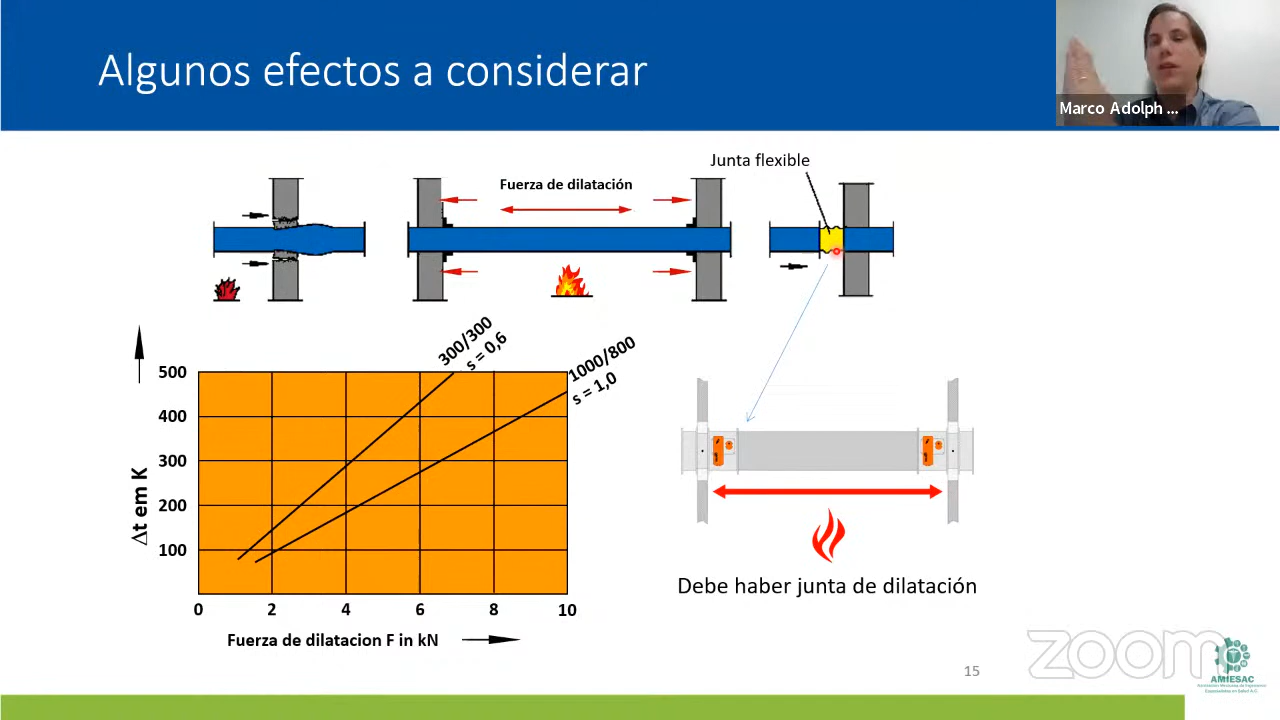 Algunos efectos a considerar
Marco Adolph ...
Junta flexible
Fuerza de dilatación
300/300
s = 0,6
1000/800
s = 1,0
500
400
300
200
100
Δt em K
0 2 4 6 8 10
Fuerza de dilatacion F in kN
Debe haber junta de dilatación
15
zoom
AMIESAC